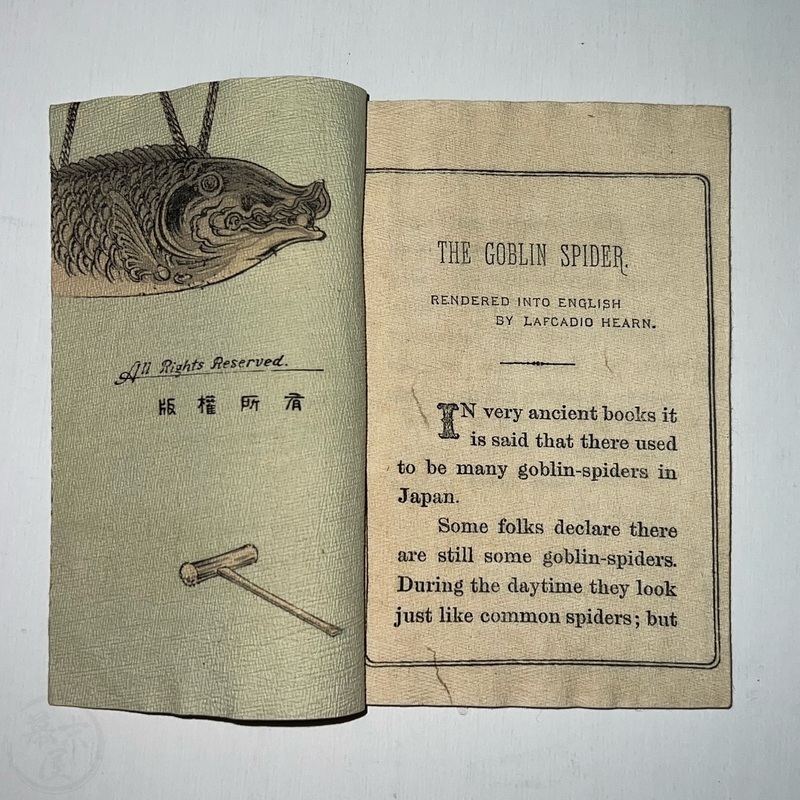 All Rights Reserved.
版權所有
THE GOBLIN SPIDER.
RENDERED INTO ENGLISH
BY LAFCADIO HEARN.
IN very ancient books it
is said that there used
to be many goblin-spiders in
Japan.
Some folks declare there
are still some goblin-spiders.
During the daytime they look
just like common spiders; but